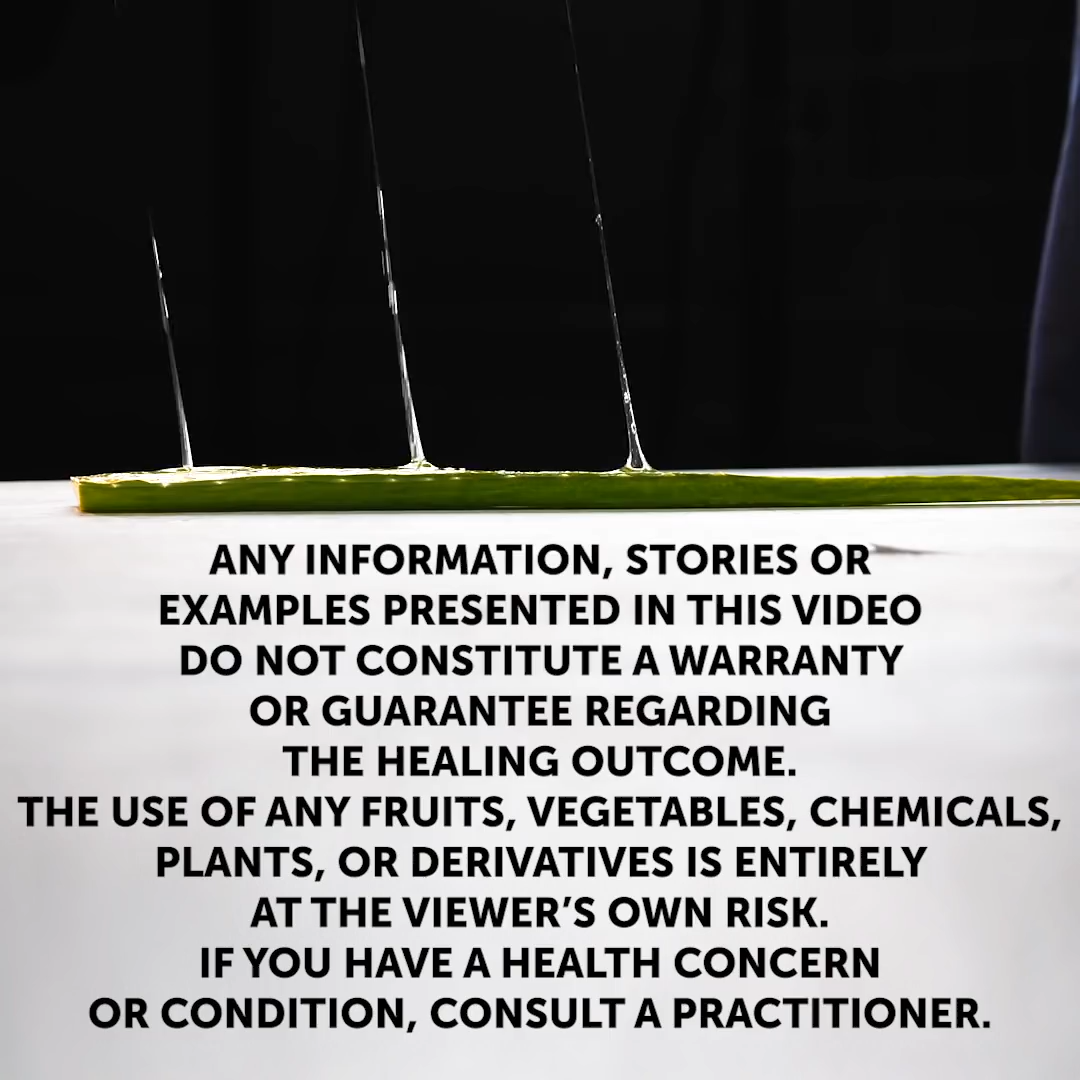 ANY INFORMATION, STORIES OR
EXAMPLES PRESENTED IN THIS VIDEO
DO NOT CONSTITUTE A WARRANTY
OR GUARANTEE REGARDING
THE HEALING OUTCOME.
THE USE OF ANY FRUITS, VEGETABLES, CHEMICALS,
PLANTS, OR DERIVATIVES IS ENTIRELY
AT THE VIEWER’S OWN RISK.
IF YOU HAVE A HEALTH CONCERN
OR CONDITION, CONSULT A PRACTITIONER.